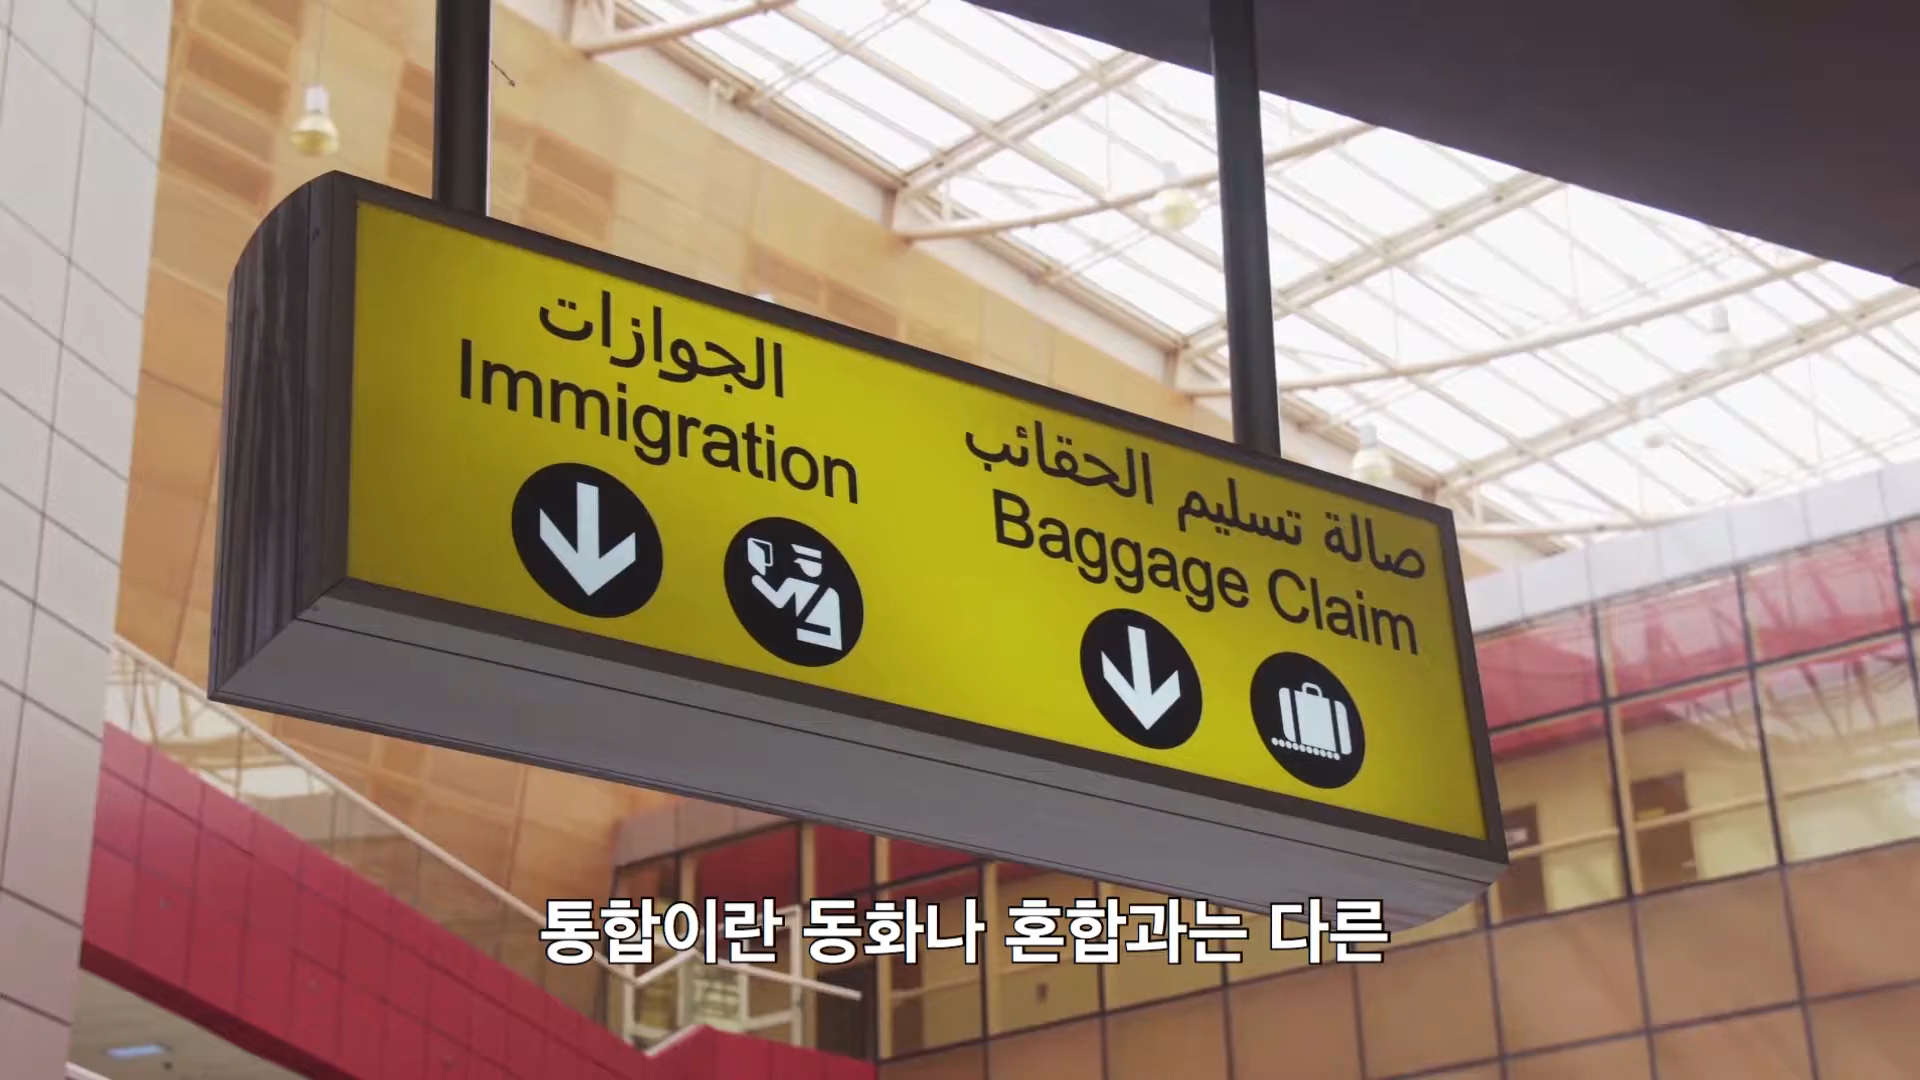 الجوازات
Immigration
صالة تسليم الحقائب
Baggage Claim
통합이란 동화나 혼합과는 다른